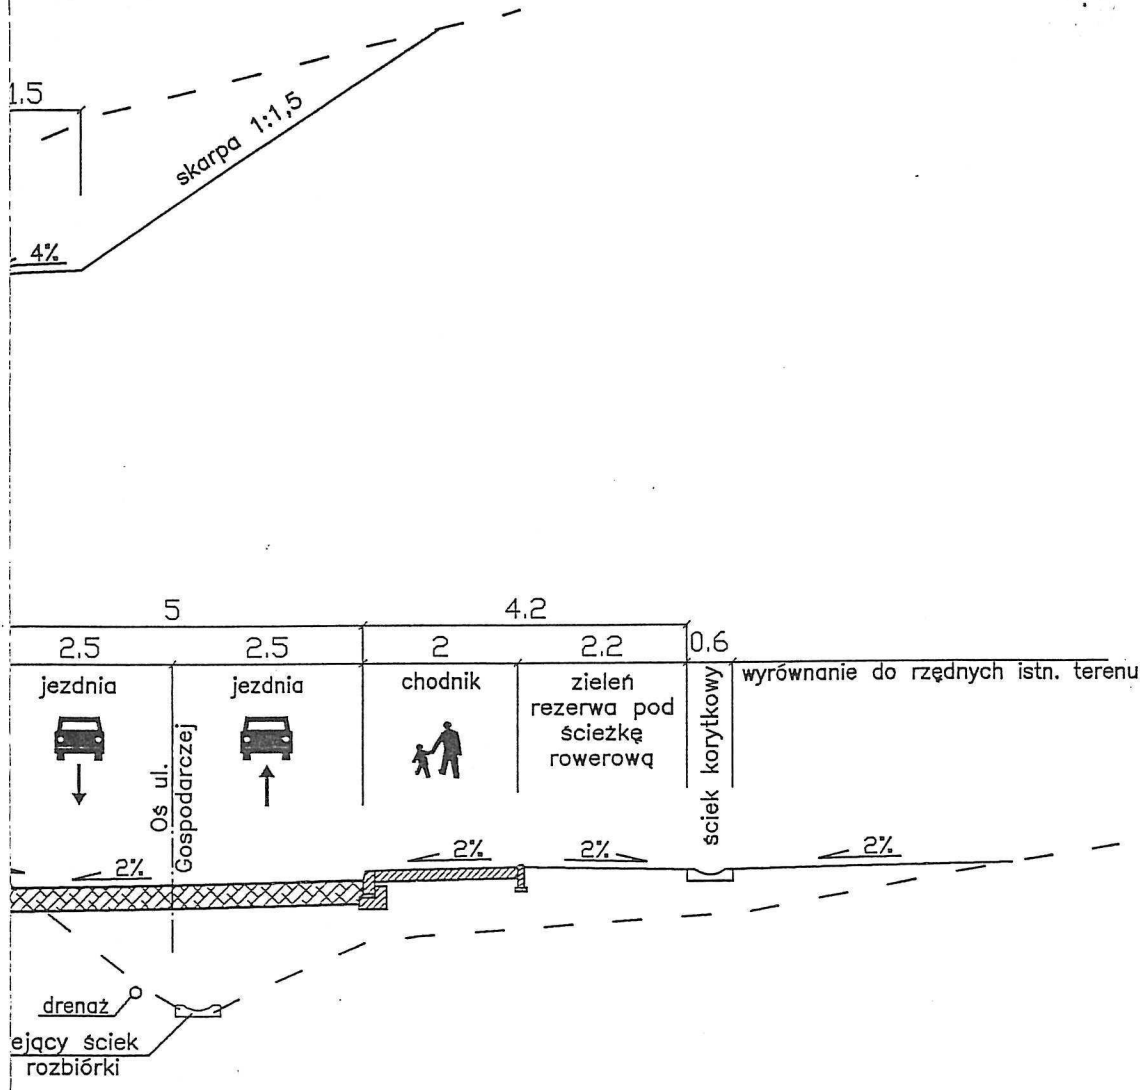 1.5
skarpa 1:1,5
4%
5
4.2
2.5
2.5
2
2.2
0.6
jezdnia
jezdnia
chodnik
zieleń
rezerwa pod
ścieżkę
rowerową
ściek korytkowy
wyrównanie do rzędnych istn. terenu
Oś ul.
Gospodarczej
2%
2%
2%
2%
drenaż
ejący ściek
rozbiórki